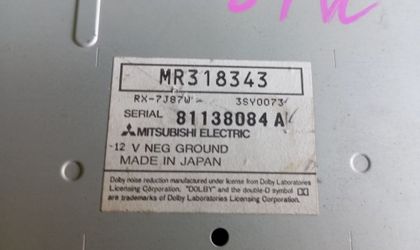 MR318343
RX-7J87W 3SY0073
SERIAL 81138084 A
MITSUBISHI ELECTRIC
12 V NEG GROUND
MADE IN JAPAN
Dolby noise reduction manufactured under license from Dolby Laboratories
Licensing Corporation, "DOLBY" and the double-D symbol
are trademarks of Dolby Laboratories Licensing Corporation.